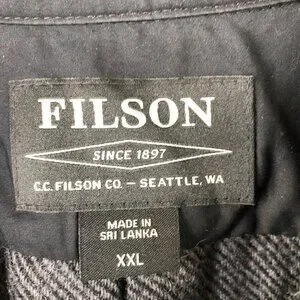 FILSON
SINCE 1897
C.C. FILSON CO. — SEATTLE, WA
MADE IN
SRI LANKA
XXL